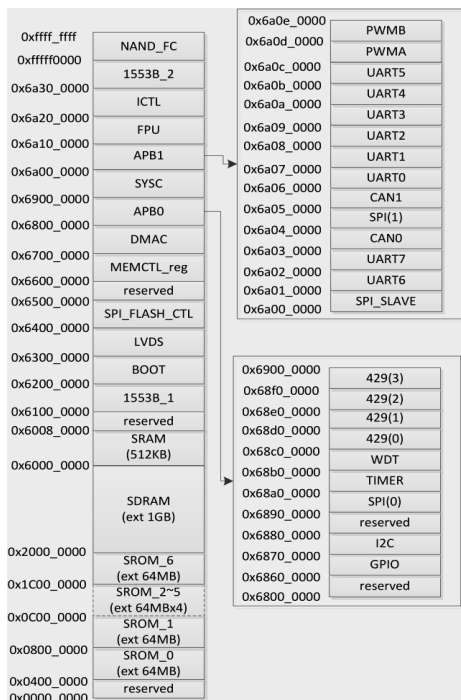 0xffff_ffff
NAND_FC
0xfffff0000
1553B_2
0x6a30_0000
ICTL
0x6a20_0000
FPU
0x6a10_0000
APB1
0x6a00_0000
SYSC
0x6900_0000
APB0
0x6800_0000
DMAC
0x6700_0000
MEMCTL_reg
0x6600_0000
reserved
0x6500_0000
SPI_FLASH_CTL
0x6400_0000
LVDS
0x6300_0000
BOOT
0x6200_0000
1553B_1
0x6100_0000
reserved
0x6008_0000
SRAM
(512KB)
0x6000_0000
SDRAM
(ext 1GB)
0x2000_0000
SROM_6
(ext 64MB)
0x1C00_0000
SROM_2~5
(ext 64MBx4)
0x0C00_0000
SROM_1
(ext 64MB)
0x0800_0000
SROM_0
(ext 64MB)
0x0400_0000
reserved
0x0000_0000
0x6a0e_0000
PWMB
0x6a0d_0000
PWMA
0x6a0c_0000
UART5
0x6a0b_0000
UART4
0x6a0a_0000
UART3
0x6a09_0000
UART2
0x6a08_0000
UART1
0x6a07_0000
UART0
0x6a06_0000
CAN1
0x6a05_0000
SPI(1)
0x6a04_0000
CAN0
0x6a03_0000
UART7
0x6a02_0000
UART6
0x6a01_0000
SPI_SLAVE
0x6a00_0000
0x6900_0000
429(3)
0x68f0_0000
429(2)
0x68e0_0000
429(1)
0x68d0_0000
429(0)
0x68c0_0000
WDT
0x68b0_0000
TIMER
0x68a0_0000
SPI(0)
0x6890_0000
reserved
0x6880_0000
I2C
0x6870_0000
GPIO
0x6860_0000
reserved
0x6800_0000